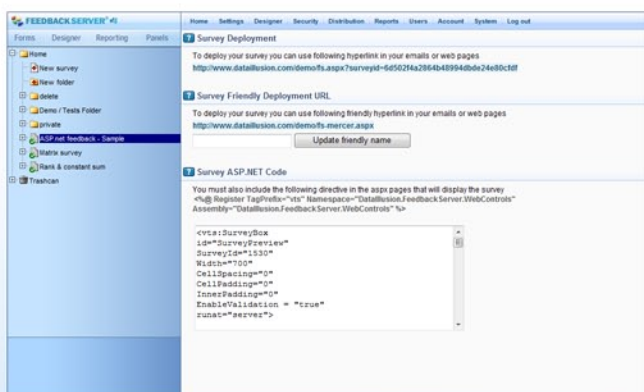 FEEDBACK SERVER
Home Settings Designer Security Distribution Reports Users Account System Log out
Forms Designer Reporting Panels
Home
New survey
New folder
delete
Demo / Tests Folder
private
ASP.net feedback - Sample
Matrix survey
Rank & constant sum
Trashcan
Survey Deployment
To deploy your survey you can use following hyperlink in your emails or web pages
http://www.dataillusion.com/demo/fs.aspx?surveyid=6d502f4a2864b48994dbde24e80cfdf
Survey Friendly Deployment URL
To deploy your survey you can use following friendly hyperlink in your emails or web pages
http://www.dataillusion.com/demo/fs-mercer.aspx
Update friendly name
Survey ASP.NET Code
You must also include the following directive in the aspx pages that will display the survey
<%@ Register TagPrefix="vts" Namespace="DataIllusion.FeedbackServer.WebControls"
Assembly="DataIllusion.FeedbackServer.WebControls" %>
<vts:SurveyBox
id="SurveyPreview"
SurveyId="1530"
Width="700"
CellSpacing="0"
CellPadding="0"
InnerPadding="0"
EnableValidation = "true"
runat="server">